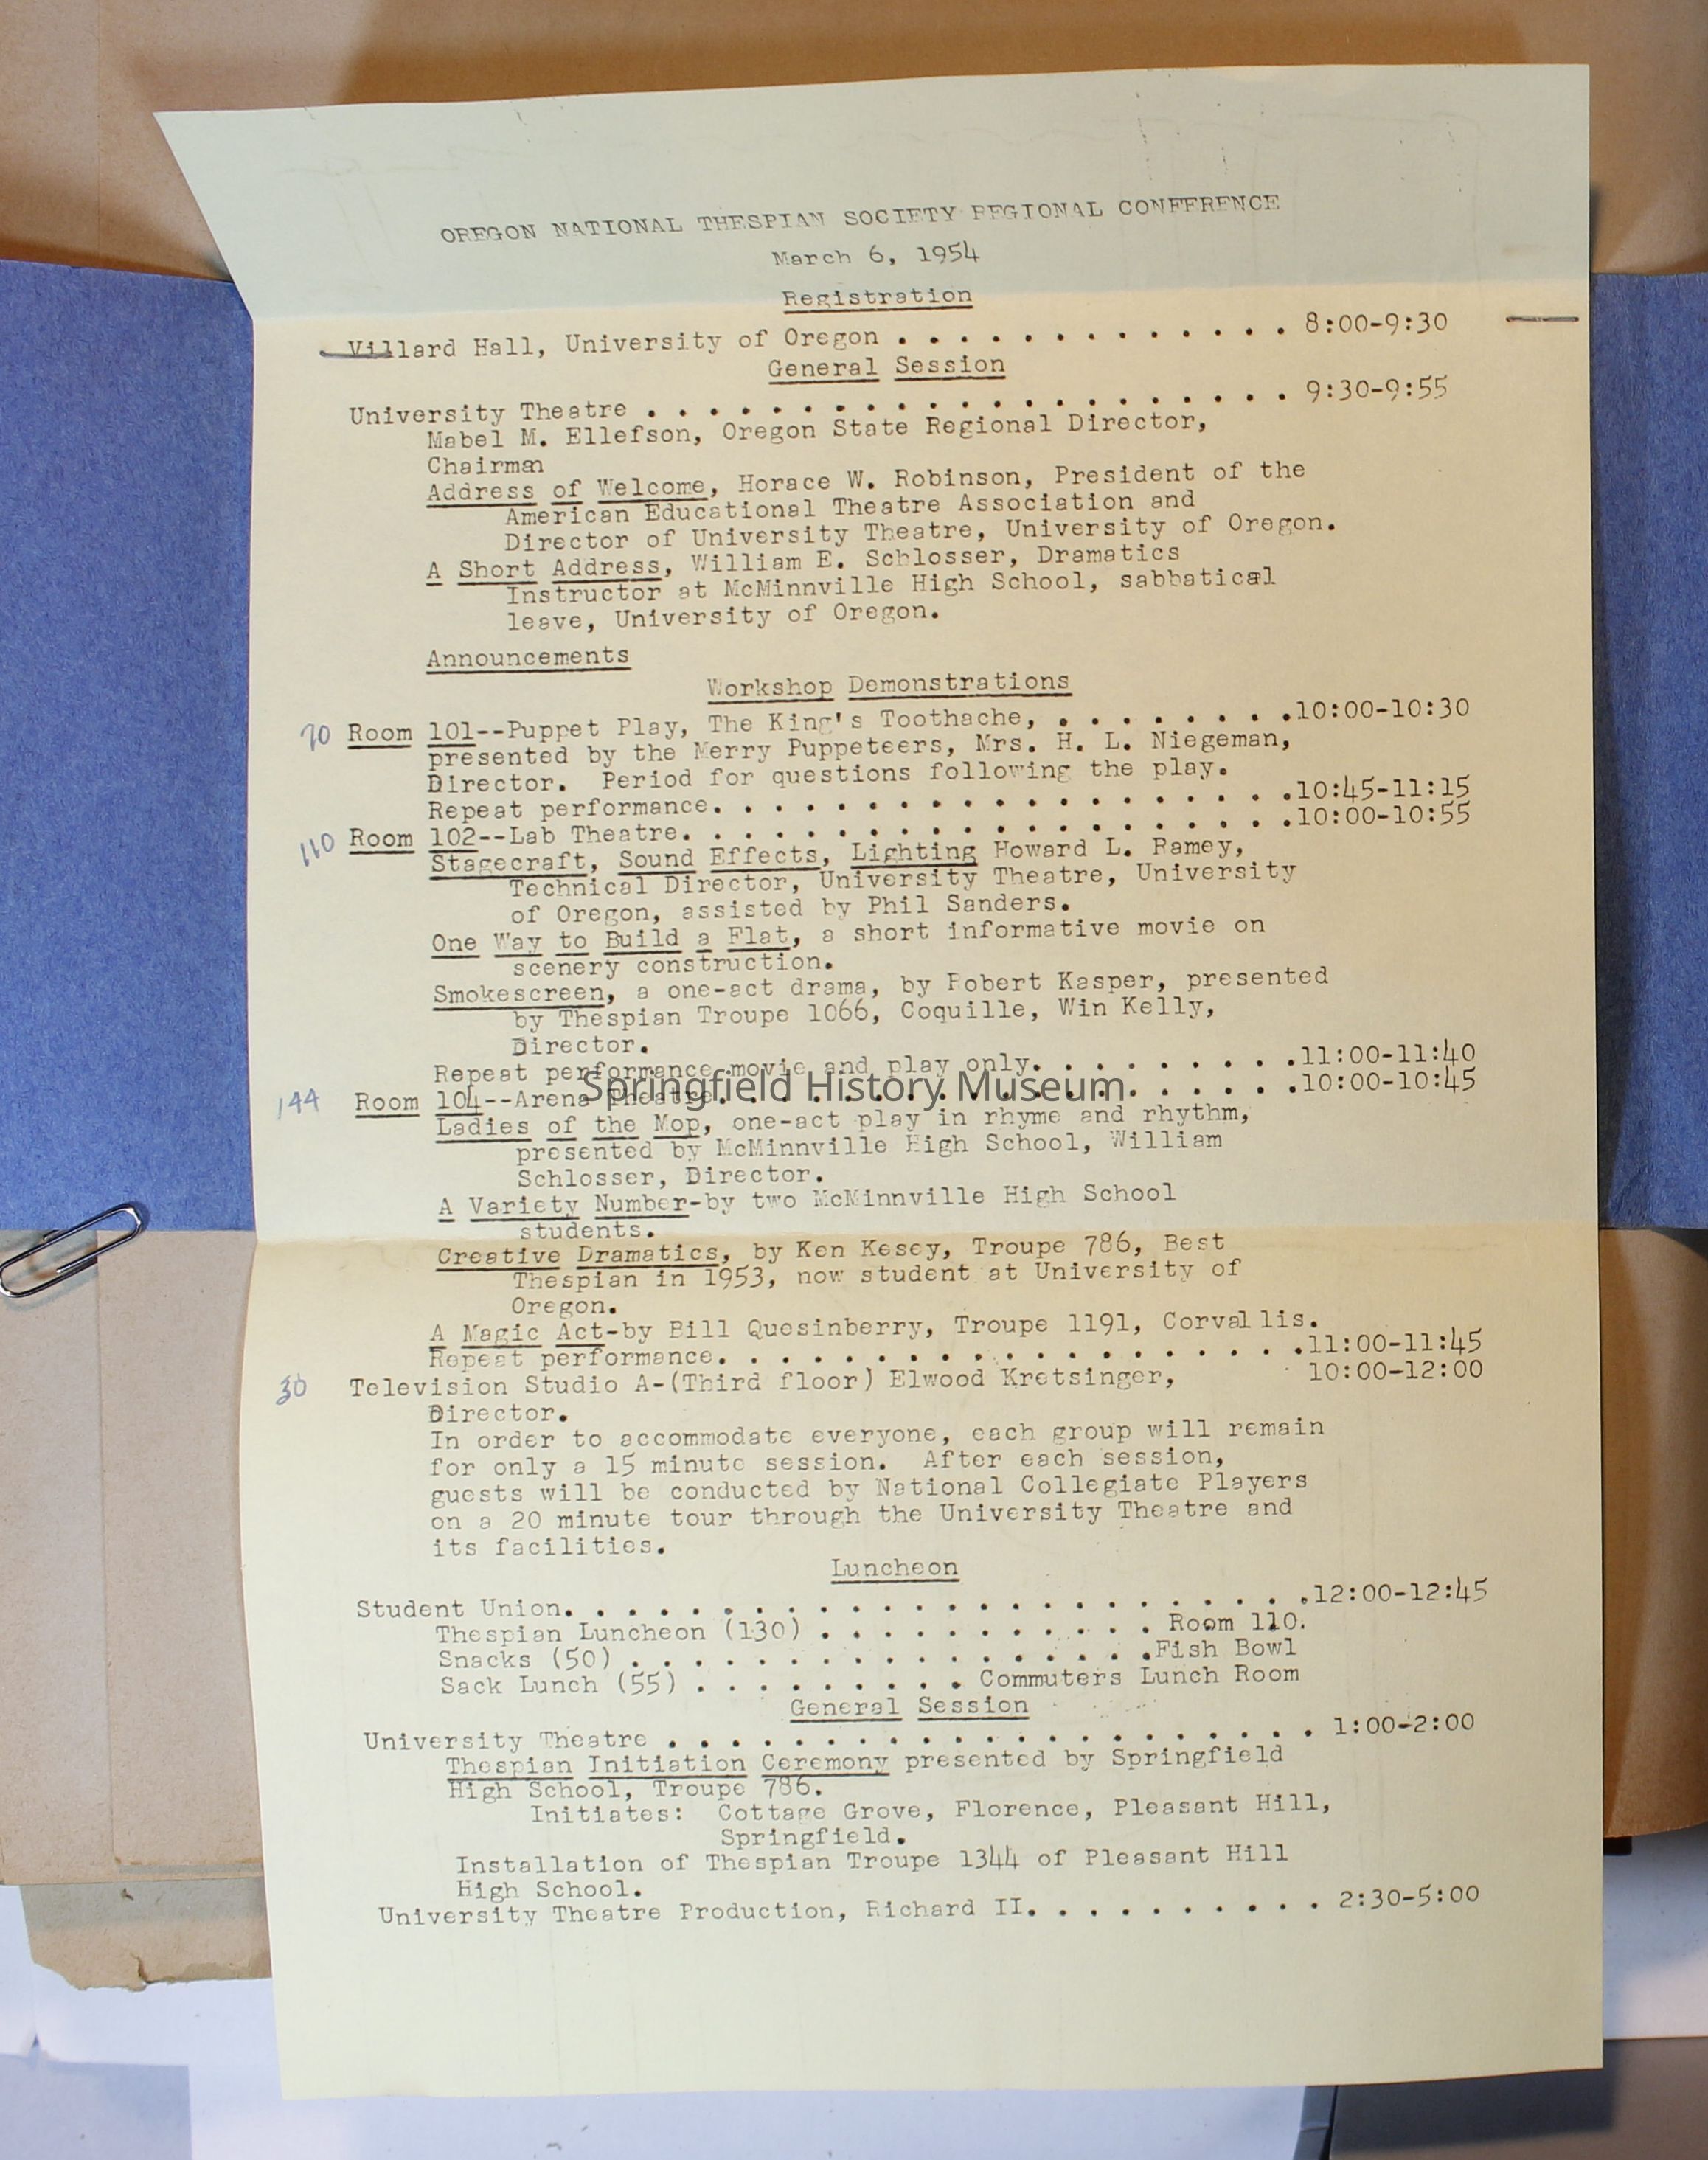 OREGON NATIONAL THESPIAN SOCIETY REGIONAL CONFERENCE
March 6, 1954
Registration
Villard Hall, University of Oregon . . . . . . . . . . . . . 8:00-9:30
General Session
University Theatre . . . . . . . . . . . . . . . . . . . . . 9:30-9:55
Mabel M. Ellefson, Oregon State Regional Director,
Chairman
Address of Welcome, Horace W. Robinson, President of the
American Educational Theatre Association and
Director of University Theatre, University of Oregon.
A Short Address, William E. Schlosser, Dramatics
Instructor at McMinnville High School, sabbatical
leave, University of Oregon.
Announcements
Workshop Demonstrations
70 Room 101--Puppet Play, The King's Toothache, . . . . . . . .10:00-10:30
presented by the Merry Puppeteers, Mrs. H. L. Niegeman,
Director. Period for questions following the play.
Repeat performance. . . . . . . . . . . . . . . . . . .10:45-11:15
110 Room 102--Lab Theatre. . . . . . . . . . . . . . . . . . . .10:00-10:55
Stagecraft, Sound Effects, Lighting Howard L. Ramey,
Technical Director, University Theatre, University
of Oregon, assisted by Phil Sanders.
One Way to Build a Flat, a short informative movie on
scenery construction.
Smokescreen, a one-act drama, by Robert Kasper, presented
by Thespian Troupe 1066, Coquille, Win Kelly,
Director.
Repeat performance movie and play only. . . . . . . . .11:00-11:40
Springfield History Museum
144 Room 104--Arena Theatre. . . . . . . . . . . . . . . . . . .10:00-10:45
Ladies of the Mop, one-act play in rhyme and rhythm,
presented by McMinnville High School, William
Schlosser, Director.
A Variety Number-by two McMinnville High School
students.
Creative Dramatics, by Ken Kesey, Troupe 786, Best
Thespian in 1953, now student at University of
Oregon.
A Magic Act-by Bill Quesinberry, Troupe 1191, Corvallis.
Repeat performance. . . . . . . . . . . . . . . . . . .11:00-11:45
30 Television Studio A-(Third floor) Elwood Kretsinger, 10:00-12:00
Director.
In order to accommodate everyone, each group will remain
for only a 15 minute session. After each session,
guests will be conducted by National Collegiate Players
on a 20 minute tour through the University Theatre and
its facilities.
Luncheon
Student Union. . . . . . . . . . . . . . . . . . . . . . . .12:00-12:45
Thespian Luncheon (130) . . . . . . . . . . . Room 110.
Snacks (50) . . . . . . . . . . . . . . . . .Fish Bowl
Sack Lunch (55) . . . . . . . . . Commuters Lunch Room
General Session
University Theatre . . . . . . . . . . . . . . . . . . . . . 1:00-2:00
Thespian Initiation Ceremony presented by Springfield
High School, Troupe 786.
Initiates: Cottage Grove, Florence, Pleasant Hill,
Springfield.
Installation of Thespian Troupe 1344 of Pleasant Hill
High School.
University Theatre Production, Richard II. . . . . . . . . . 2:30-5:00